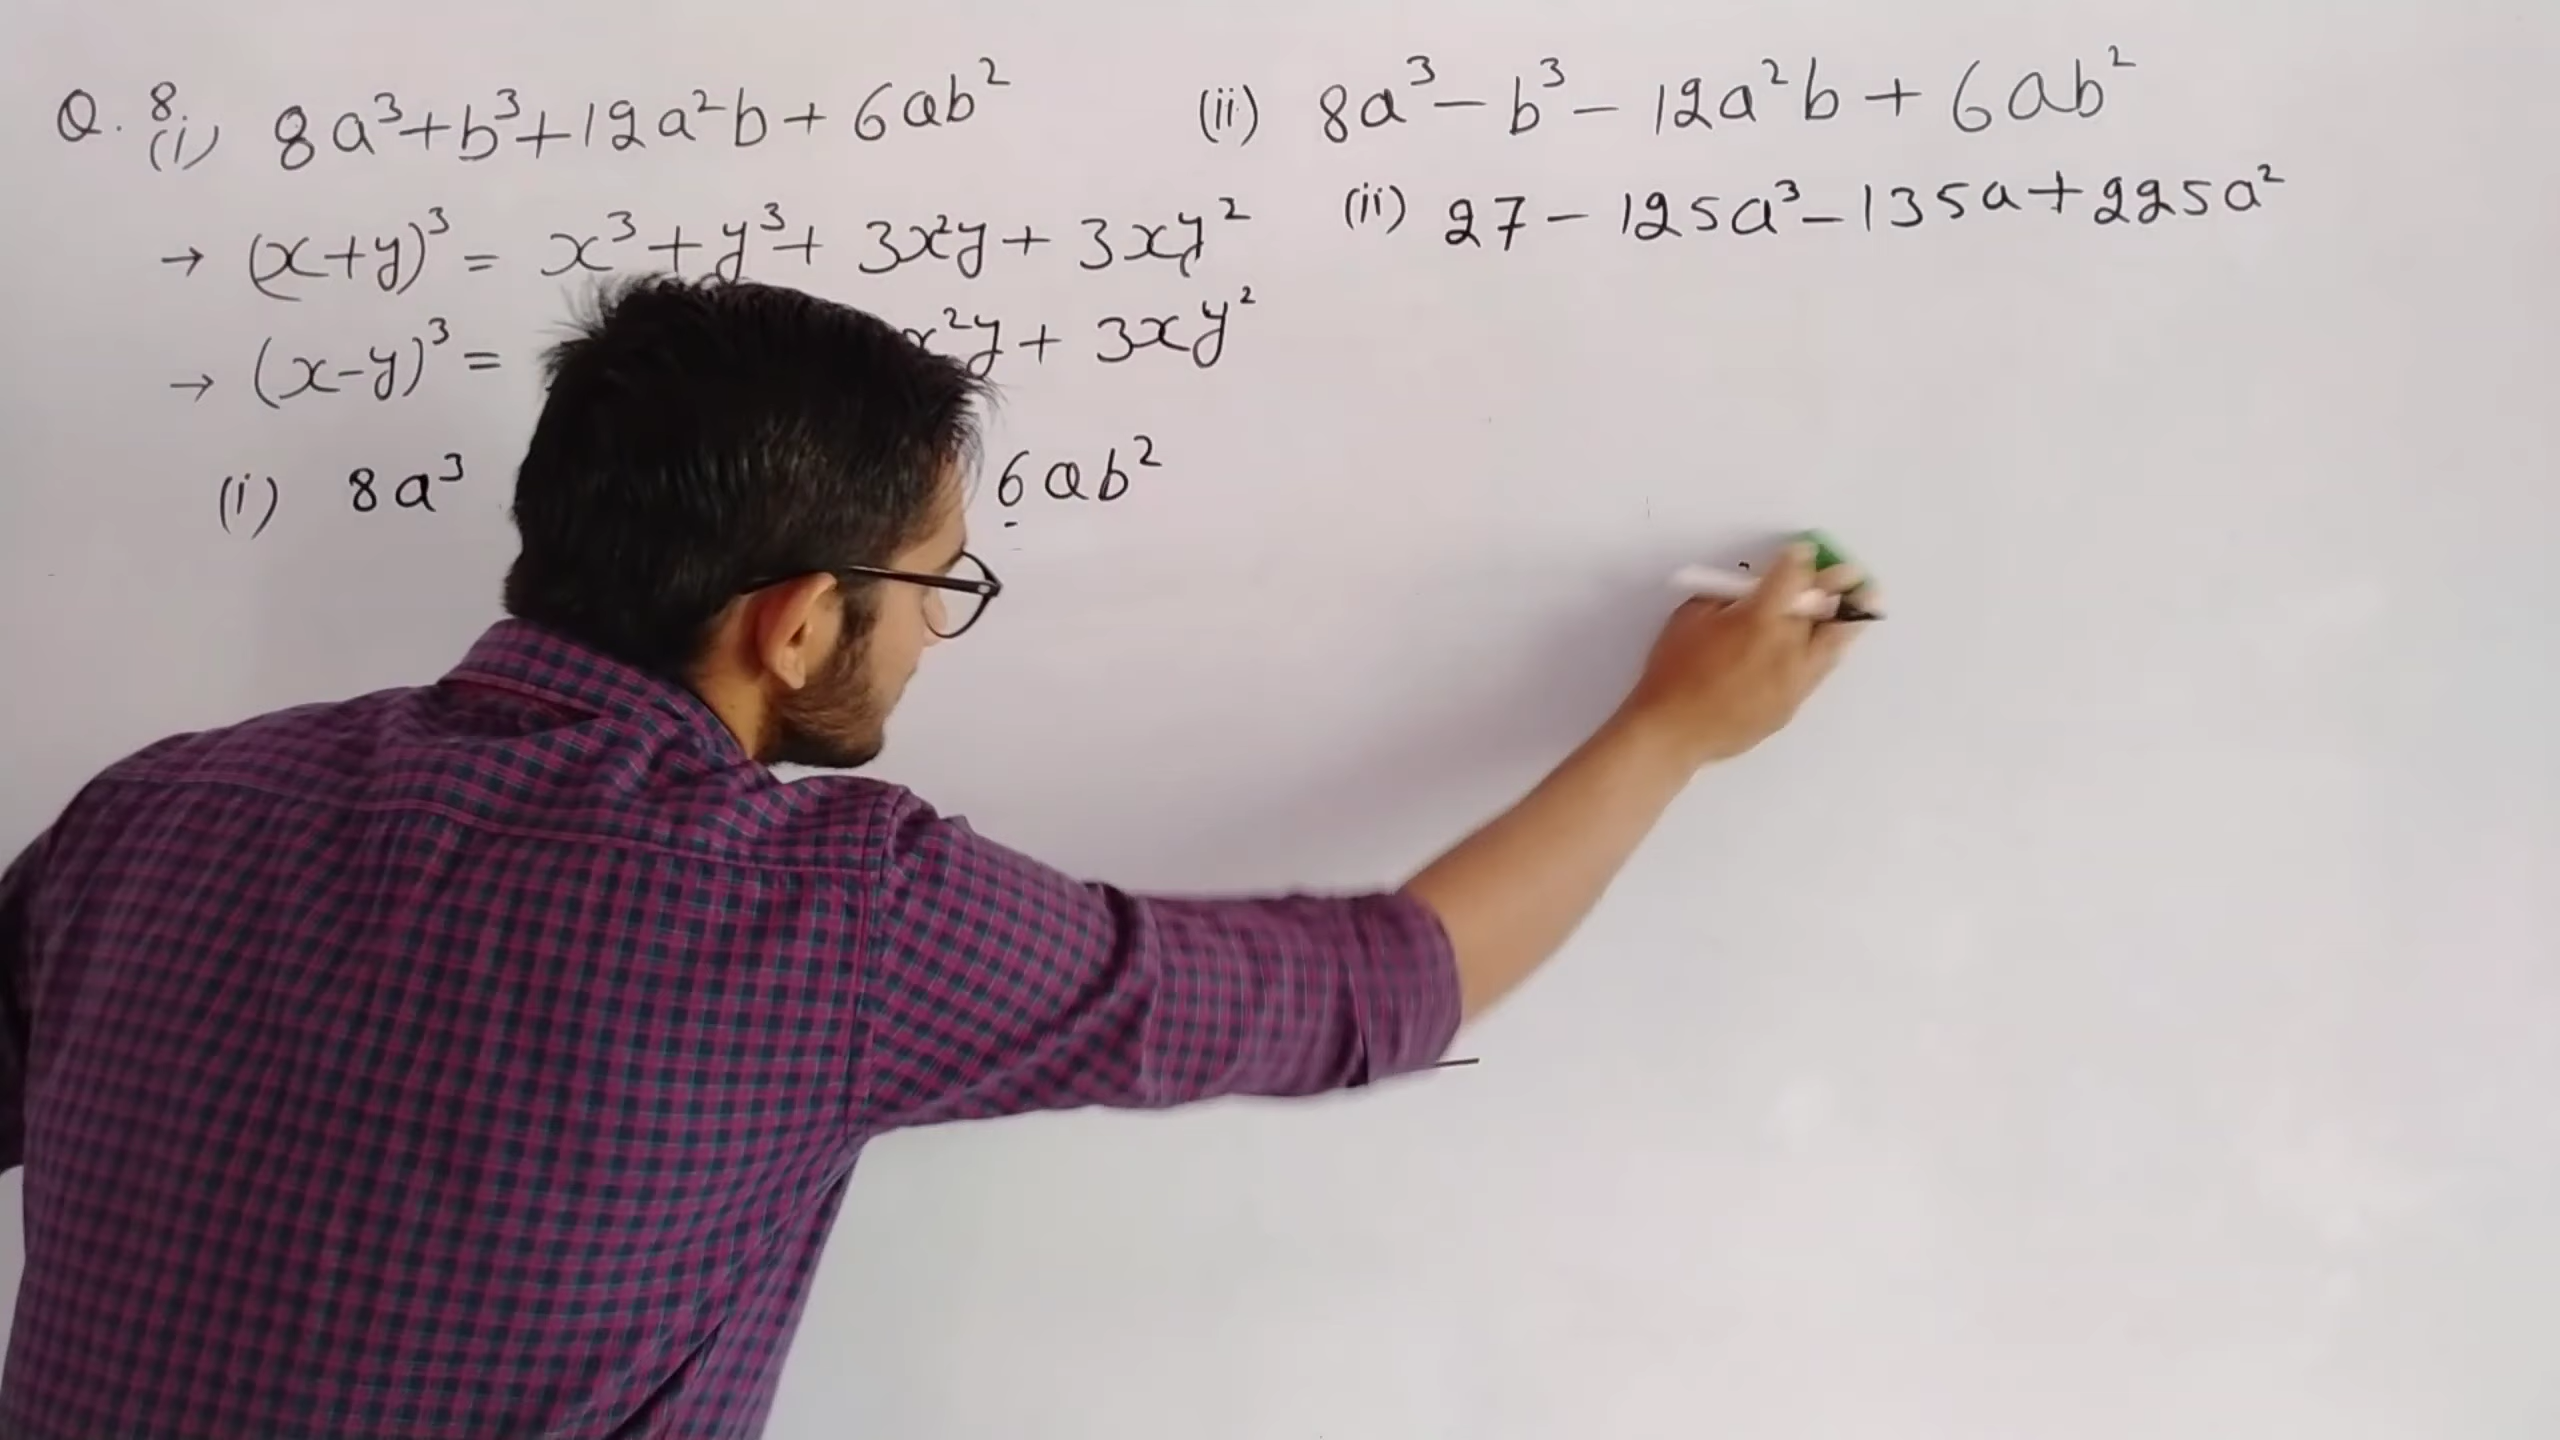 Q. 8. (i) 8a³+b³+12a²b+6ab²
→ (x+y)³ = x³+y³+3x²y+3xy²
→ (x-y)³ = x²y+3xy²
(i) 8a³ 6ab²
(ii) 8a³-b³-12a²b+6ab²
(ii) 27-125a³-135a+225a²